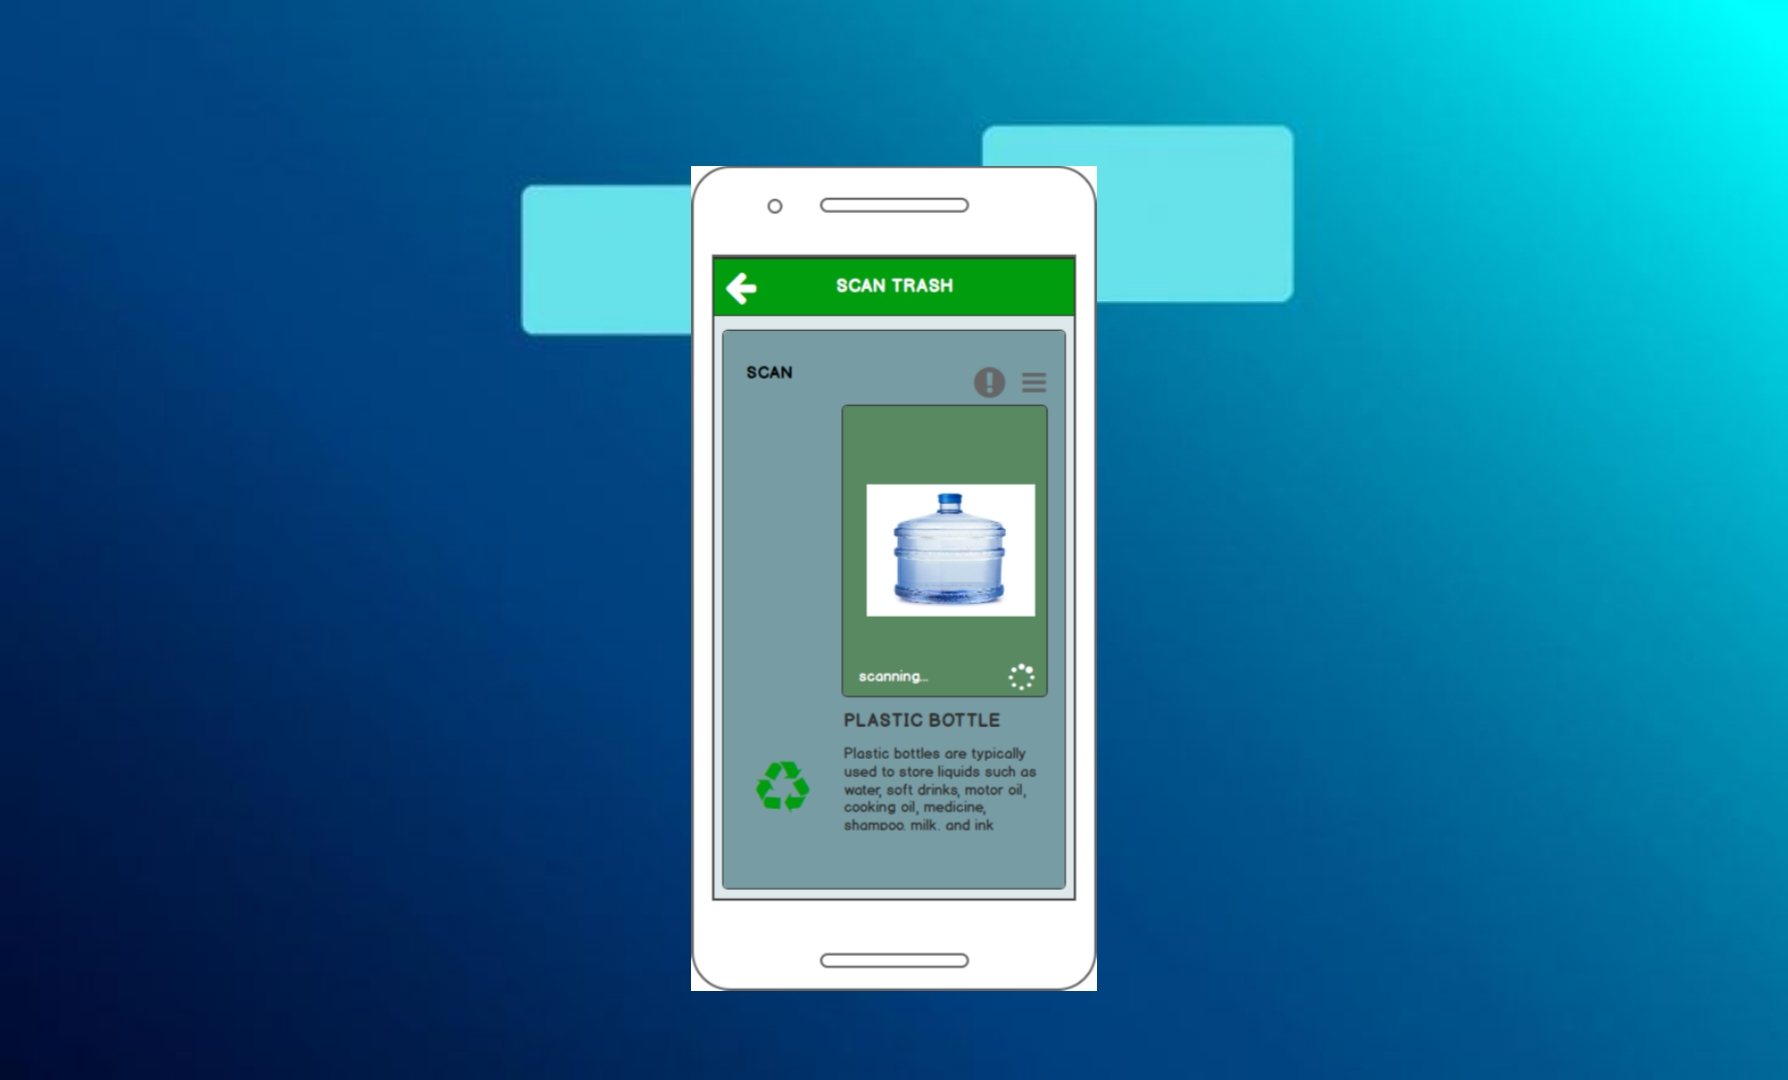 SCAN TRASH
SCAN
scanning...
PLASTIC BOTTLE
Plastic bottles are typically
used to store liquids such as
water, soft drinks, motor oil,
cooking oil, medicine,
shampoo, milk, and ink